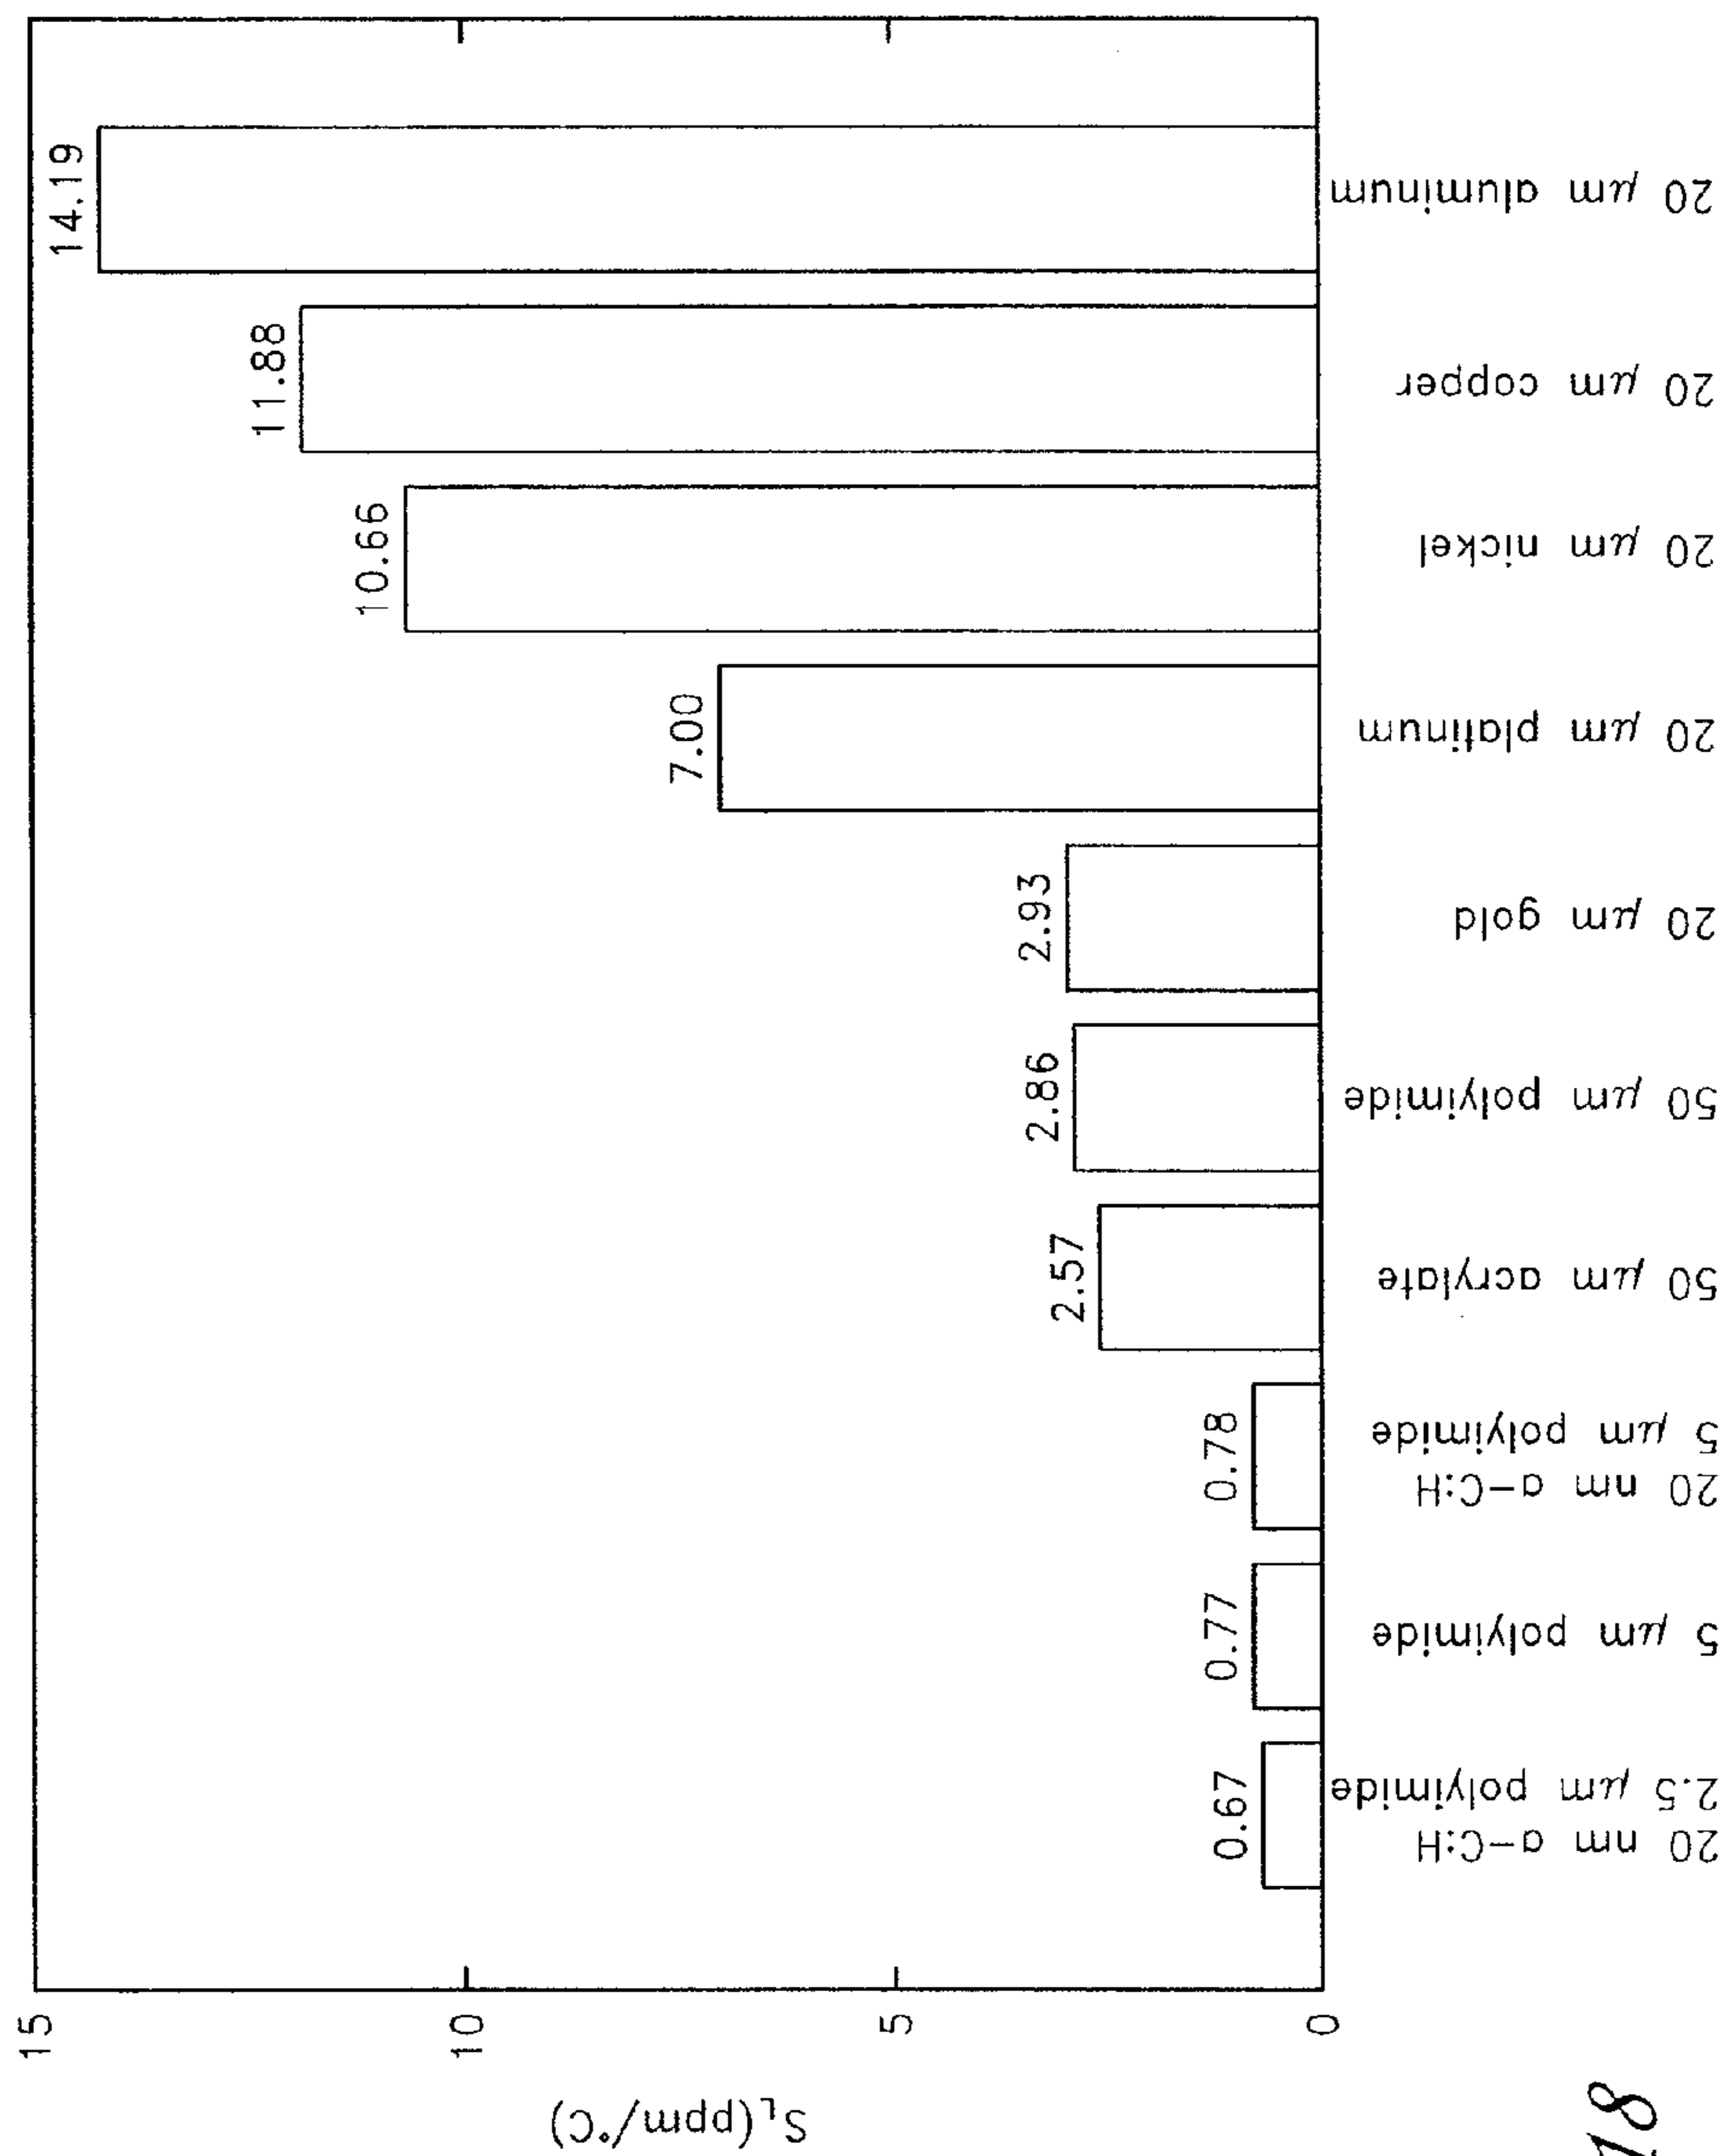 S_L(ppm/°C)
15
10
5
0
0.67
0.77
0.78
2.57
2.86
2.93
7.00
10.66
11.88
14.19
20 nm a-C:H
2.5 μm polyimide
5 μm polyimide
20 nm a-C:H
5 μm polyimide
50 μm acrylate
50 μm polyimide
20 μm gold
20 μm platinum
20 μm nickel
20 μm copper
20 μm aluminum
18